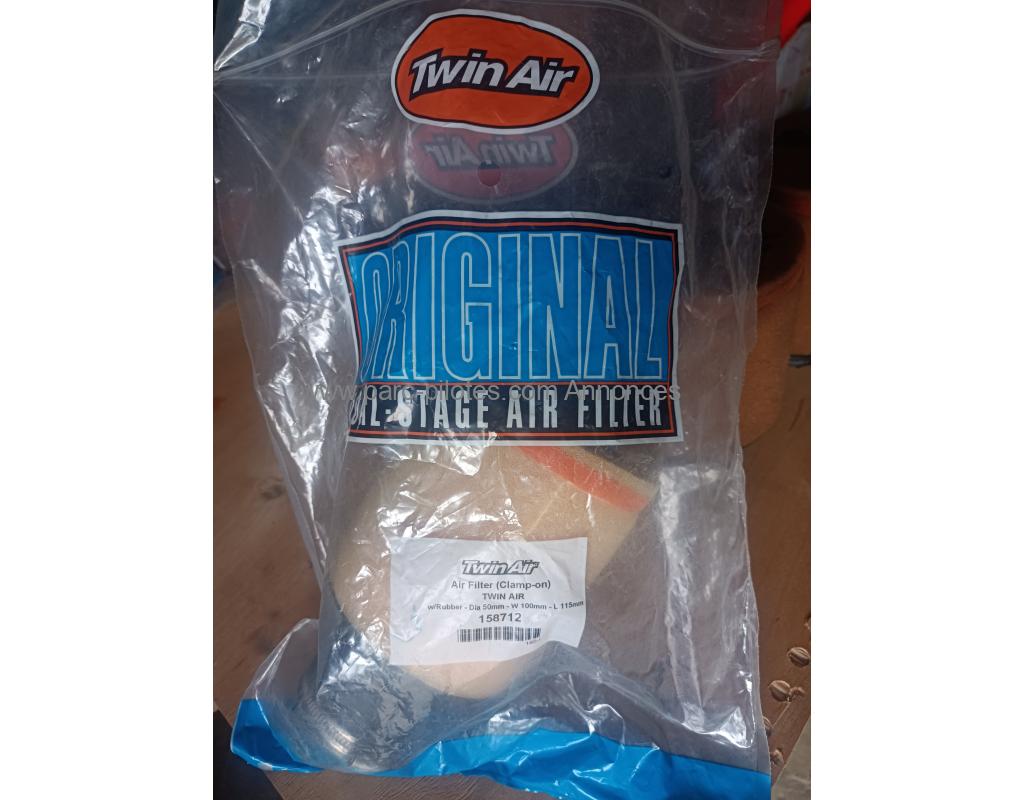 Twin Air
Twin Air
ORIGINAL
www.parc-pilotes.com Annonces
AL-STAGE AIR FILTER
Twin Air
Air Filter (Clamp-on)
TWIN AIR
w/Rubber - Dia 50mm - W 100mm - L 115mm
158712